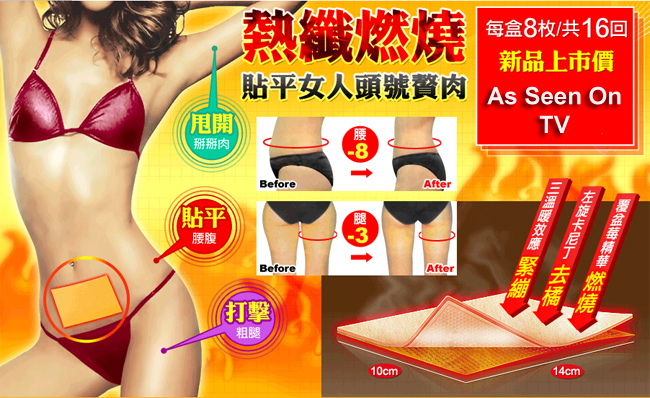 熱纖燃燒
貼平女人頭號贅肉
每盒8枚/共16回
新品上市價
As Seen On
TV
甩開
掰掰肉
貼平
腰腹
打擊
粗腿
腰
-8
Before
After
腿
-3
Before
After
三溫暖效應 緊繃
左旋卡尼丁 去橘
覆盆莓精華 燃燒
10cm
14cm